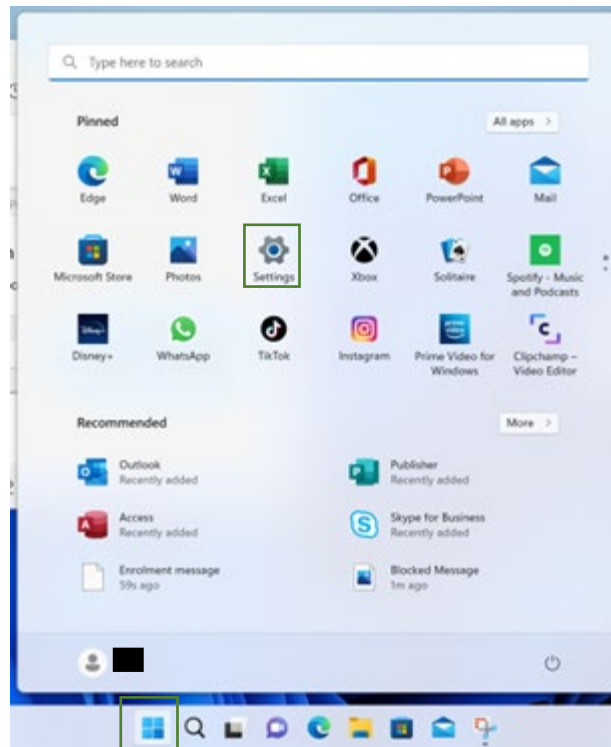 Type here to search
Pinned
All apps >
Edge
Word
Excel
Office
PowerPoint
Mail
Microsoft Store
Photos
Settings
Xbox
Solitaire
Spotify - Music
and Podcasts
Disney+
WhatsApp
TikTok
Instagram
Prime Video for
Windows
Clipchamp –
Video Editor
Recommended
More >
Outlook
Recently added
Publisher
Recently added
Access
Recently added
Skype for Business
Recently added
Enrolment message
59s ago
Blocked Message
1m ago